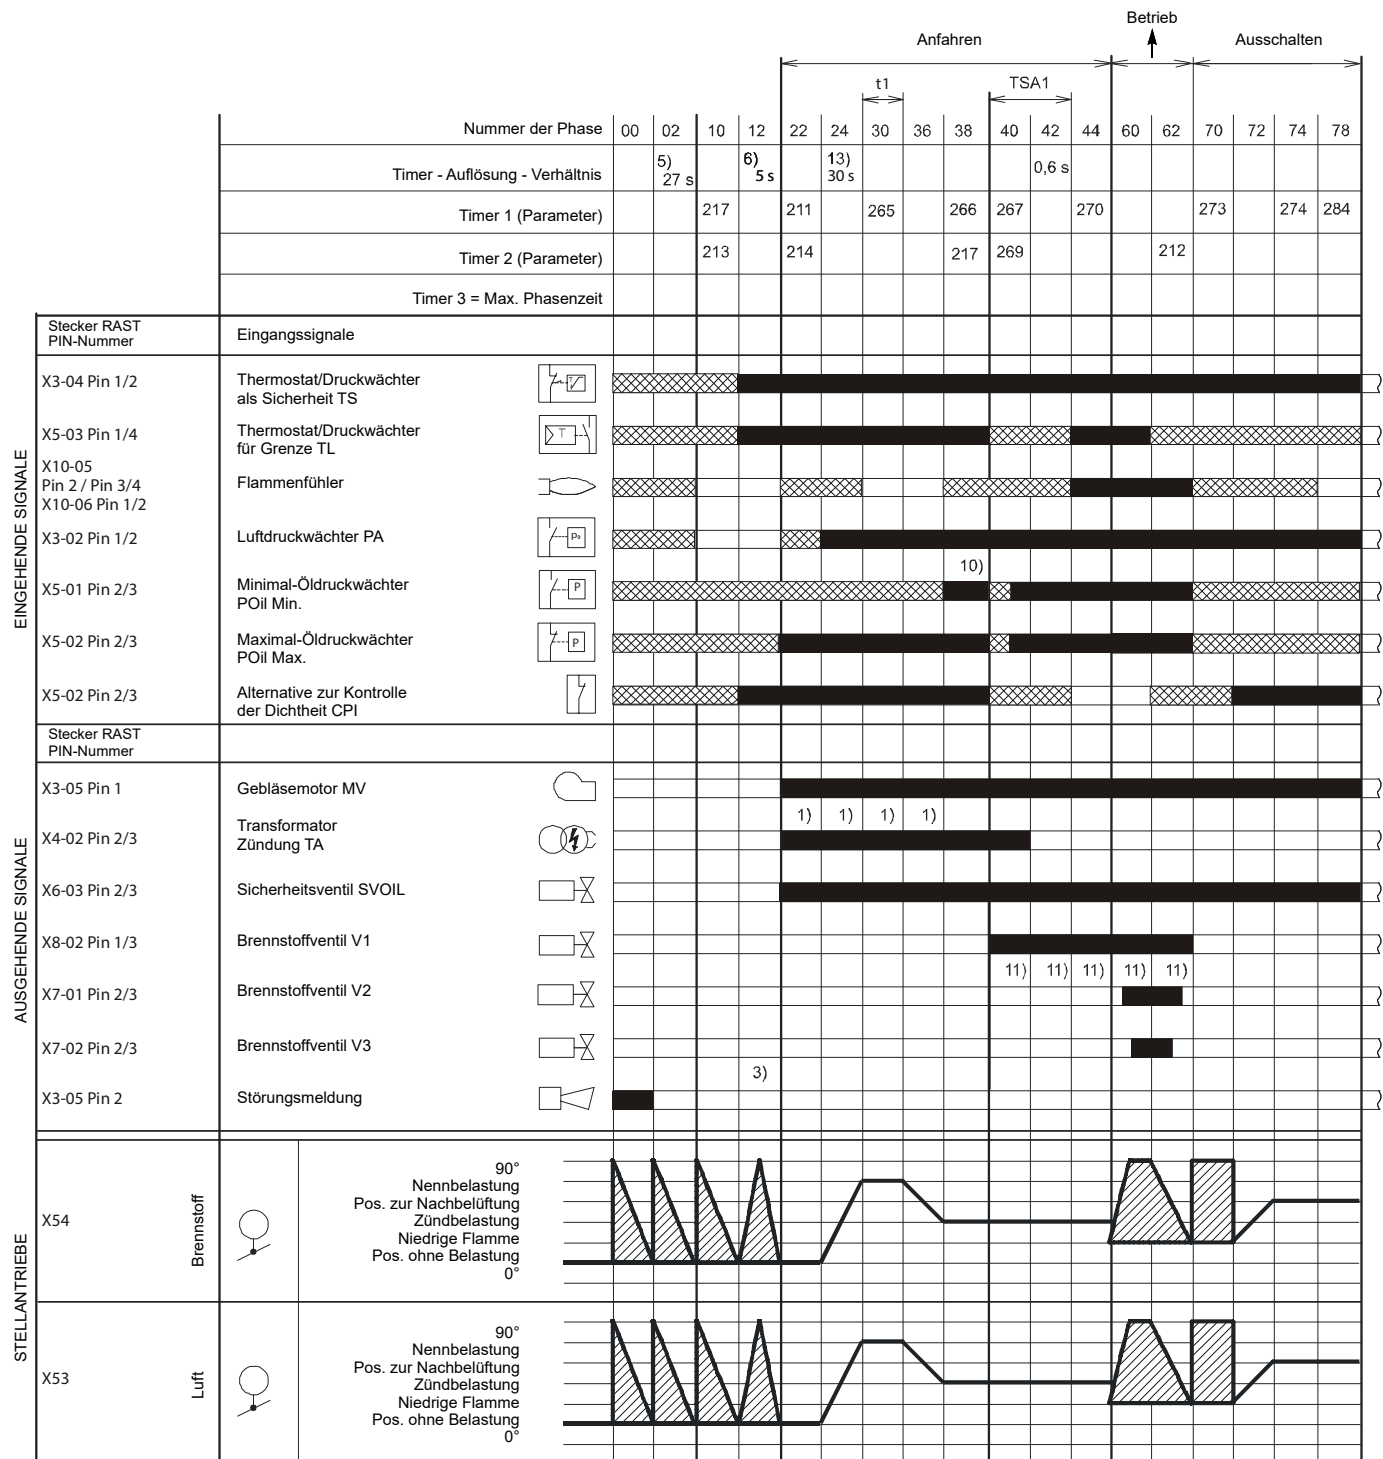 Betrieb
Anfahren
Ausschalten
t1
TSA1
Nummer der Phase 00 02 10 12 22 24 30 36 38 40 42 44 60 62 70 72 74 78
Timer - Auflösung - Verhältnis 5) 27 s 6) 5 s 13) 30 s 0,6 s
Timer 1 (Parameter) 217 211 265 266 267 270 273 274 284
Timer 2 (Parameter) 213 214 217 269 212
Timer 3 = Max. Phasenzeit
Stecker RAST
PIN-Nummer
Eingangssignale
EINGEHENDE SIGNALE
X3-04 Pin 1/2
Thermostat/Druckwächter
als Sicherheit TS
X5-03 Pin 1/4
Thermostat/Druckwächter
für Grenze TL
T
X10-05
Pin 2 / Pin 3/4
X10-06 Pin 1/2
Flammenfühler
X3-02 Pin 1/2
Luftdruckwächter PA
Pa
10)
X5-01 Pin 2/3
Minimal-Öldruckwächter
POil Min.
P
X5-02 Pin 2/3
Maximal-Öldruckwächter
POil Max.
P
X5-02 Pin 2/3
Alternative zur Kontrolle
der Dichtheit CPI
Stecker RAST
PIN-Nummer
AUSGEHENDE SIGNALE
X3-05 Pin 1
Gebläsemotor MV
1) 1) 1) 1)
X4-02 Pin 2/3
Transformator
Zündung TA
X6-03 Pin 2/3
Sicherheitsventil SVOIL
X8-02 Pin 1/3
Brennstoffventil V1
11) 11) 11) 11) 11)
X7-01 Pin 2/3
Brennstoffventil V2
X7-02 Pin 2/3
Brennstoffventil V3
3)
X3-05 Pin 2
Störungsmeldung
STELLANTRIEBE
X54
Brennstoff
90°
Nennbelastung
Pos. zur Nachbelüftung
Zündbelastung
Niedrige Flamme
Pos. ohne Belastung
0°
X53
Luft
90°
Nennbelastung
Pos. zur Nachbelüftung
Zündbelastung
Niedrige Flamme
Pos. ohne Belastung
0°